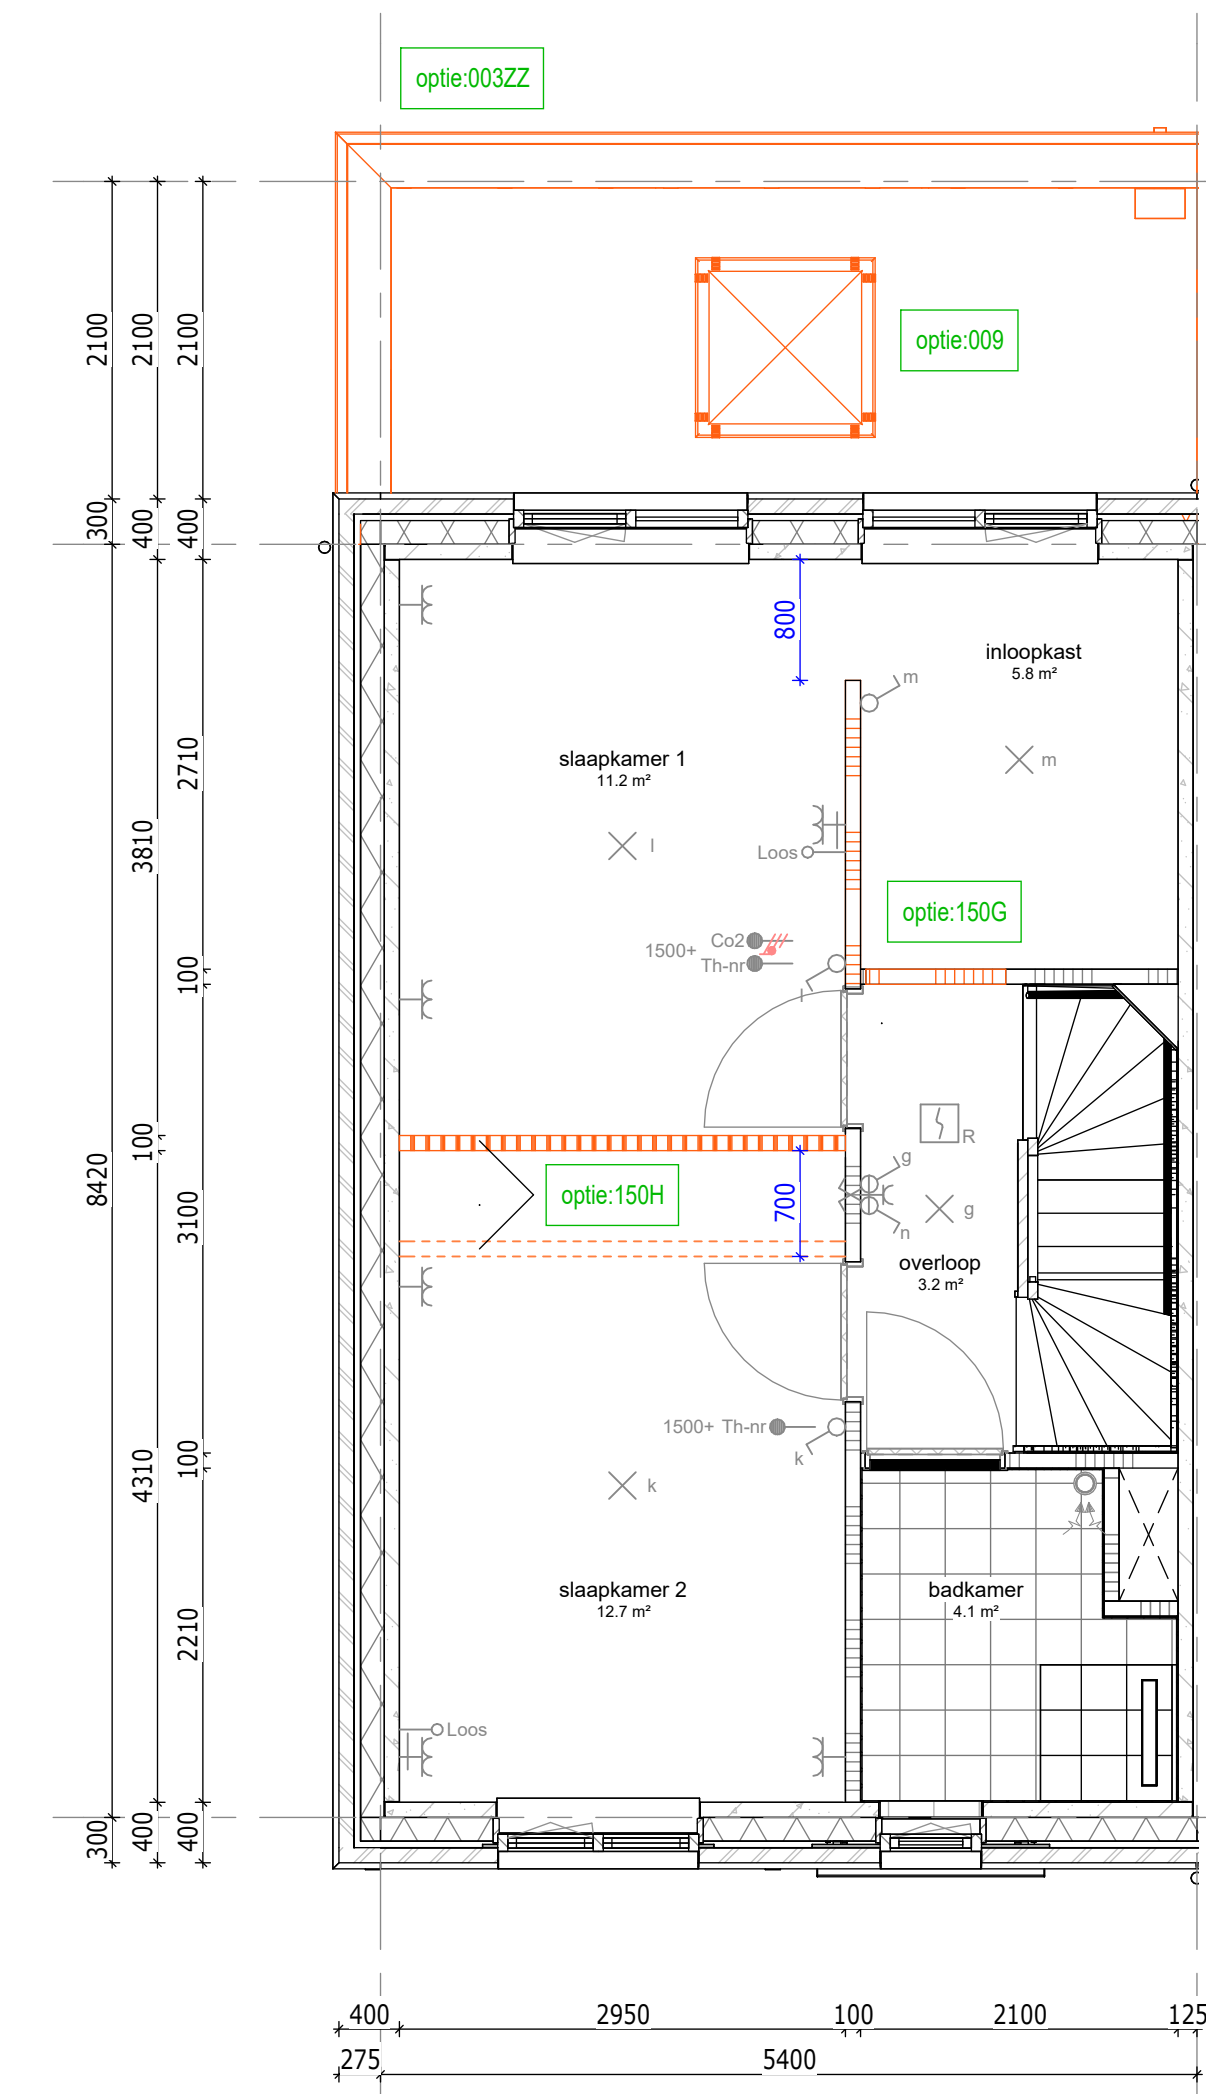 optie:003ZZ
optie:009
2100
2100
2100
300
400
400
800
inloopkast
5.8 m²
m
m
slaapkamer 1
11.2 m²
l
2710
3810
Loos
optie:150G
Co2
1500+
Th-nr
l
100
R
100
g
8420
3100
optie:150H
700
g
n
overloop
3.2 m²
1500+ Th-nr
k
100
4310
k
slaapkamer 2
12.7 m²
badkamer
4.1 m²
2210
Loos
300
400
400
400
2950
100
2100
125
275
5400